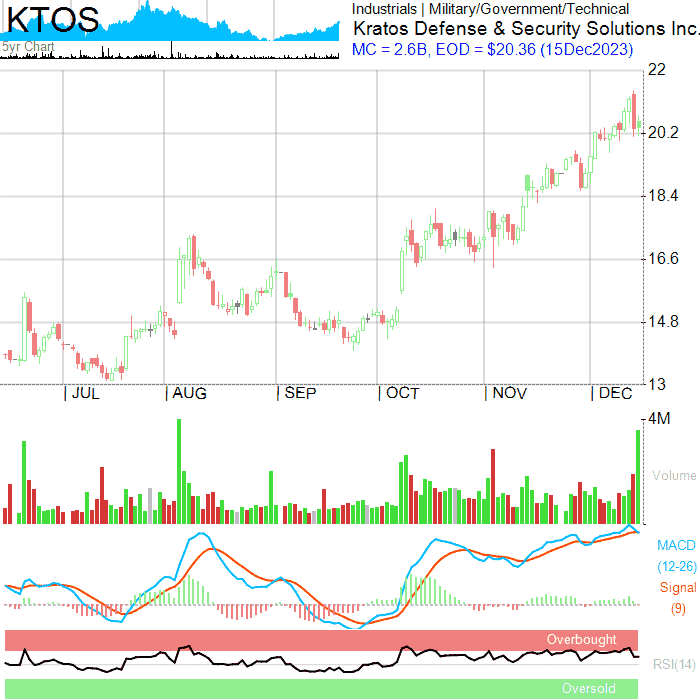 KTOS
5yr Chart
Industrials | Military/Government/Technical
Kratos Defense & Security Solutions Inc.
MC = 2.6B, EOD = $20.36 (15Dec2023)
22
20.2
18.4
16.6
14.8
13
| JUL | AUG | SEP | OCT | NOV | DEC
4M
Volume
MACD
(12-26)
Signal
(9)
Overbought
RSI(14)
Oversold